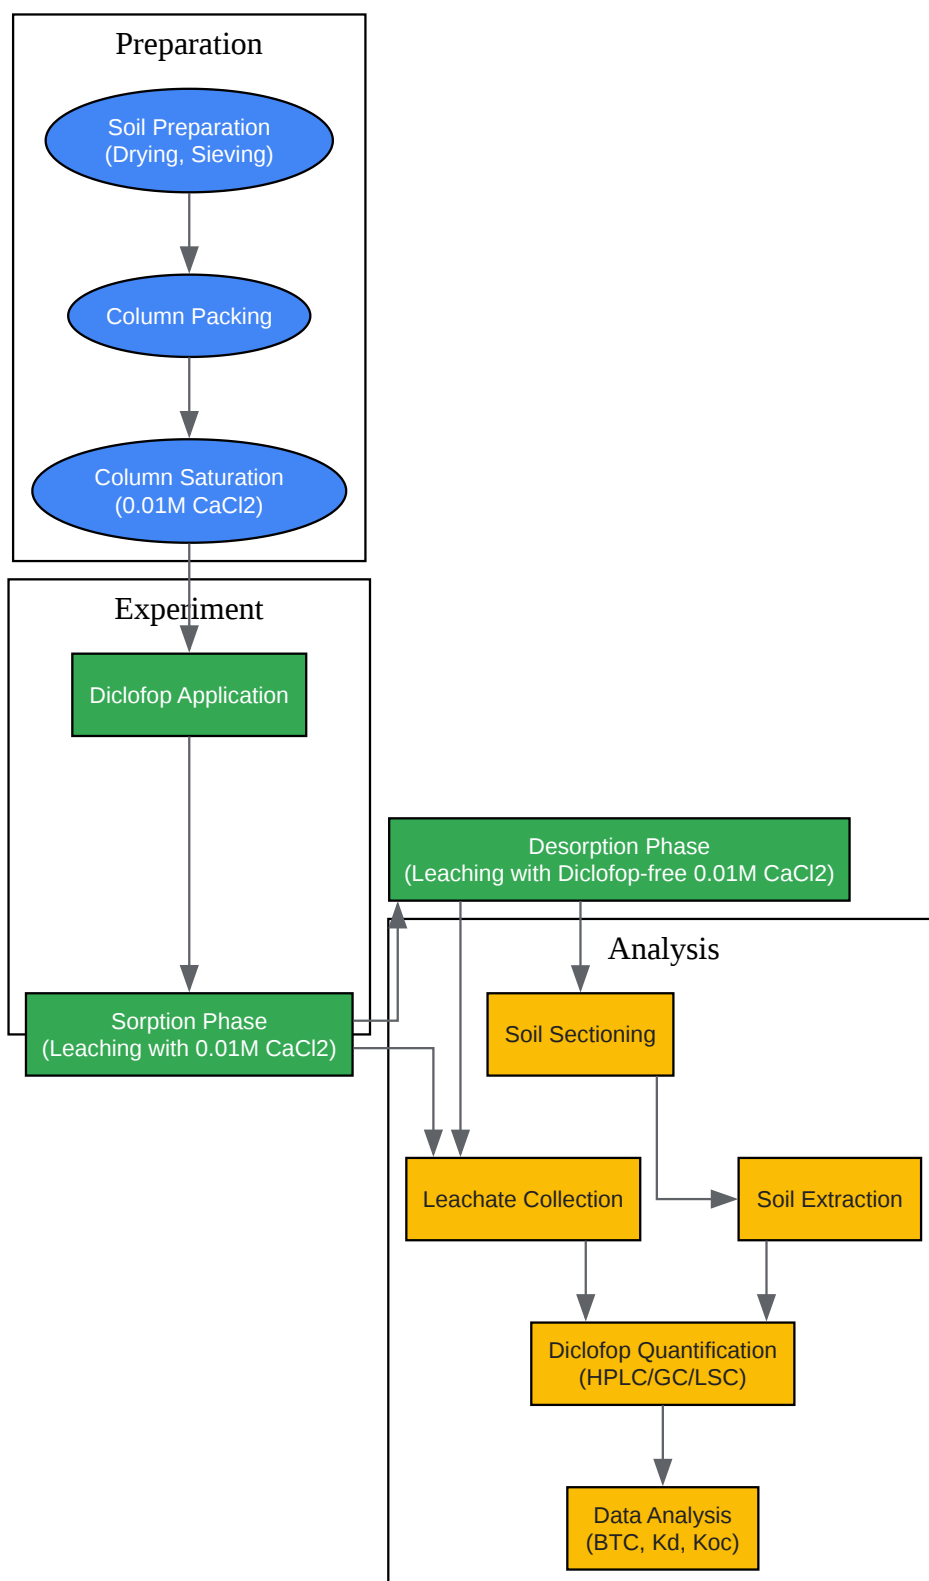 Preparation
Soil Preparation
(Drying, Sieving)
Column Packing
Column Saturation
(0.01M CaCl2)
Experiment
Diclofop Application
Desorption Phase
(Leaching with Diclofop-free 0.01M CaCl2)
Analysis
Sorption Phase
(Leaching with 0.01M CaCl2)
Soil Sectioning
Leachate Collection
Soil Extraction
Diclofop Quantification
(HPLC/GC/LSC)
Data Analysis
(BTC, Kd, Koc)